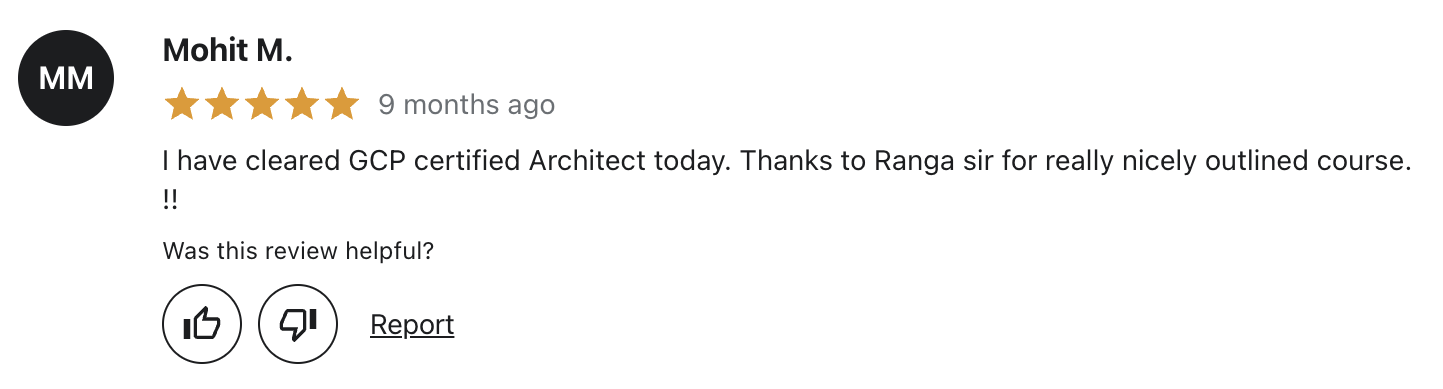 MM
Mohit M.
9 months ago
I have cleared GCP certified Architect today. Thanks to Ranga sir for really nicely outlined course.
!!
Was this review helpful?
Report